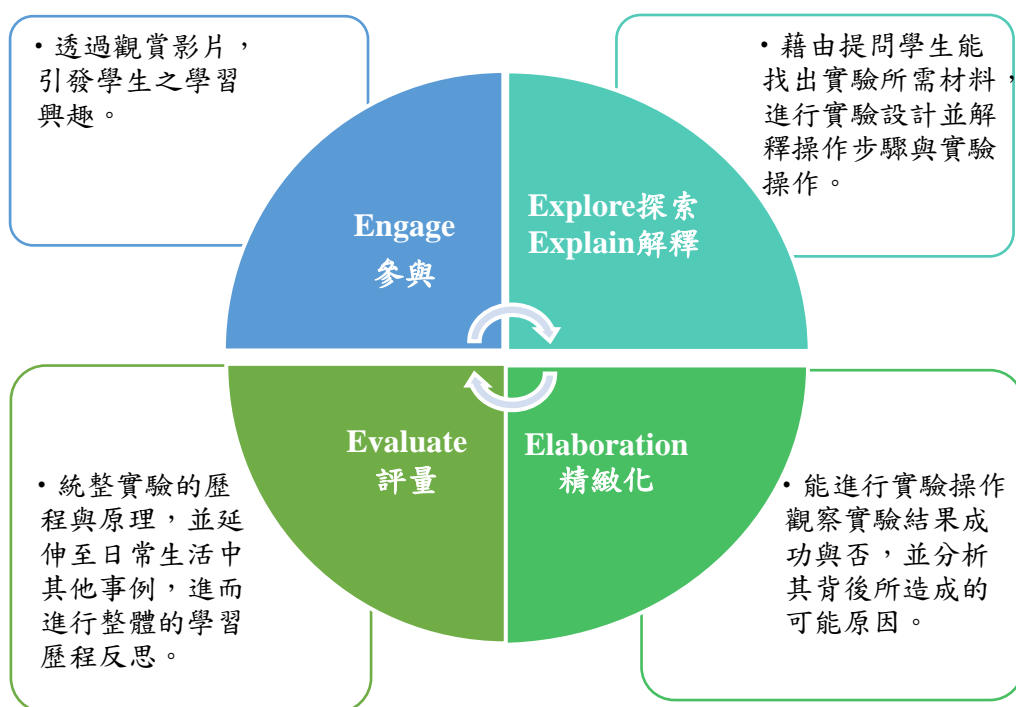 • 透過觀賞影片，
引發學生之學習
興趣。
• 藉由提問學生能
找出實驗所需材料，
進行實驗設計並解
釋操作步驟與實驗
操作。
Engage
參與
Explore探索
Explain解釋
Evaluate
評量
Elaboration
精緻化
• 統整實驗的歷
程與原理，並延
伸至日常生活中
其他事例，進而
進行整體的學習
歷程反思。
• 能進行實驗操作
觀察實驗結果成
功與否，並分析
其背後所造成的
可能原因。